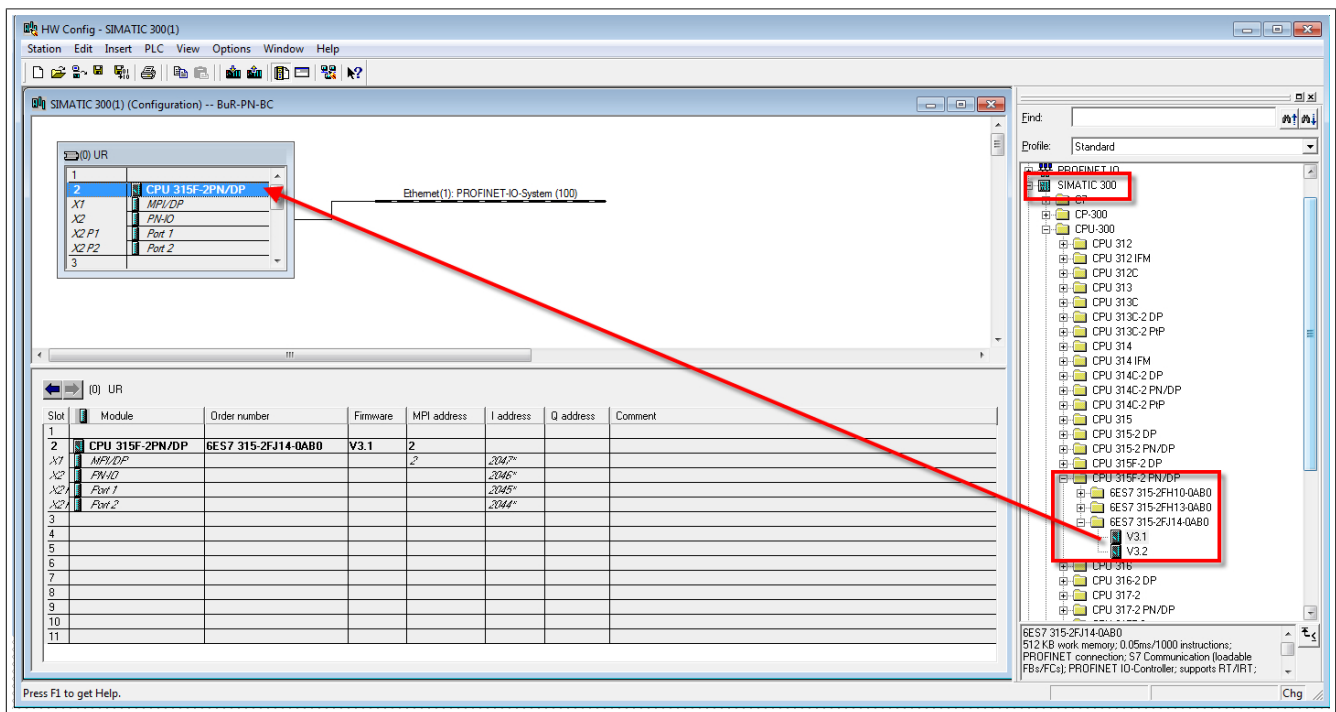 HW Config - SIMATIC 300(1)
Station Edit Insert PLC View Options Window Help
SIMATIC 300(1) (Configuration) -- BuR-PN-BC
(0) UR
1
2 CPU 315F-2PN/DP
X1 MPI/DP
X2 PN-IO
X2 P1 Port 1
X2 P2 Port 2
3
Ethernet(1): PROFINET-IO-System (100)
(0) UR
Slot Module Order number Firmware MPI address I address Q address Comment
1
2 CPU 315F-2PN/DP 6ES7 315-2FJ14-0AB0 V3.1 2
X1 MPI/DP 2 2047*
X2 PN-IO 2046*
X2 Port 1 2045*
X2 Port 2 2044*
3
4
5
6
7
8
9
10
11
Find:
Profile: Standard
PROFINET IO
SIMATIC 300
C7
CP-300
CPU-300
CPU 312
CPU 312 IFM
CPU 312C
CPU 313
CPU 313C
CPU 313C-2 DP
CPU 313C-2 PtP
CPU 314
CPU 314 IFM
CPU 314C-2 DP
CPU 314C-2 PN/DP
CPU 314C-2 PtP
CPU 315
CPU 315-2 DP
CPU 315-2 PN/DP
CPU 315F-2 DP
CPU 315F-2 PN/DP
6ES7 315-2FH10-0AB0
6ES7 315-2FH13-0AB0
6ES7 315-2FJ14-0AB0
V3.1
V3.2
CPU 316
CPU 316-2 DP
CPU 317-2
CPU 317-2 PN/DP
6ES7 315-2FJ14-0AB0
512 KB work memory; 0.05ms/1000 instructions;
PROFINET connection; S7 Communication (loadable
FBs/FCs); PROFINET IO-Controller; supports RT/IRT;
Press F1 to get Help.
Chg